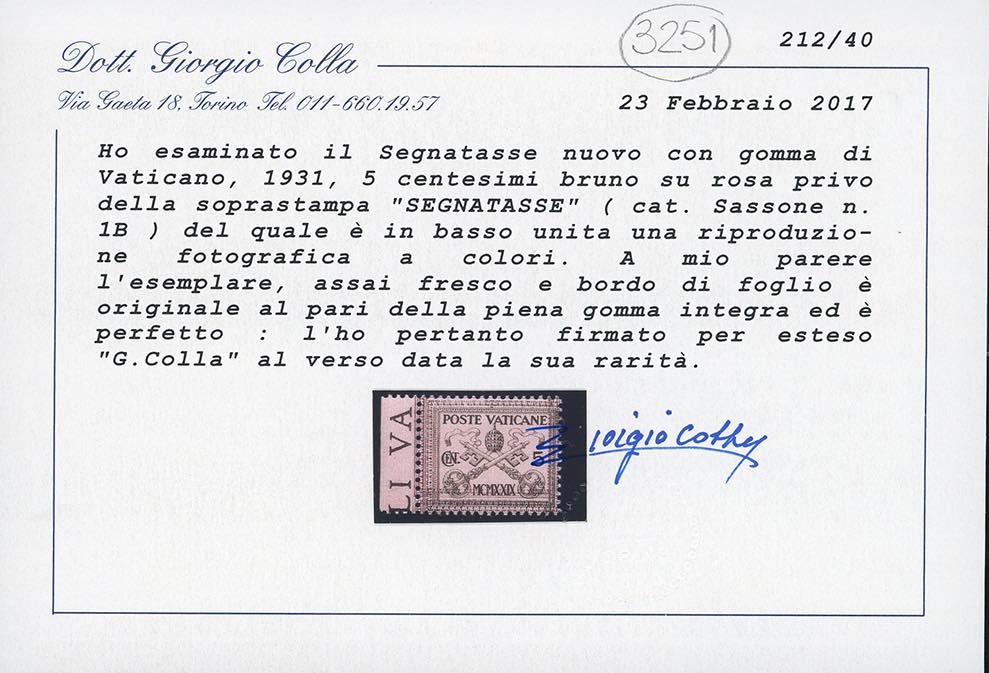 3251
212/40
Dott. Giorgio Colla
Via Gaeta 18, Torino Tel. 011-660.19.57
23 Febbraio 2017
Ho esaminato il Segnatasse nuovo con gomma di
Vaticano, 1931, 5 centesimi bruno su rosa privo
della soprastampa "SEGNATASSE" ( cat. Sassone n.
1B ) del quale è in basso unita una riproduzio-
ne fotografica a colori. A mio parere
l'esemplare, assai fresco e bordo di foglio è
originale al pari della piena gomma integra ed è
perfetto : l'ho pertanto firmato per esteso
"G.Colla" al verso data la sua rarità.
LI VA
POSTE VATICANE
CENT. 5
MCMXXIX